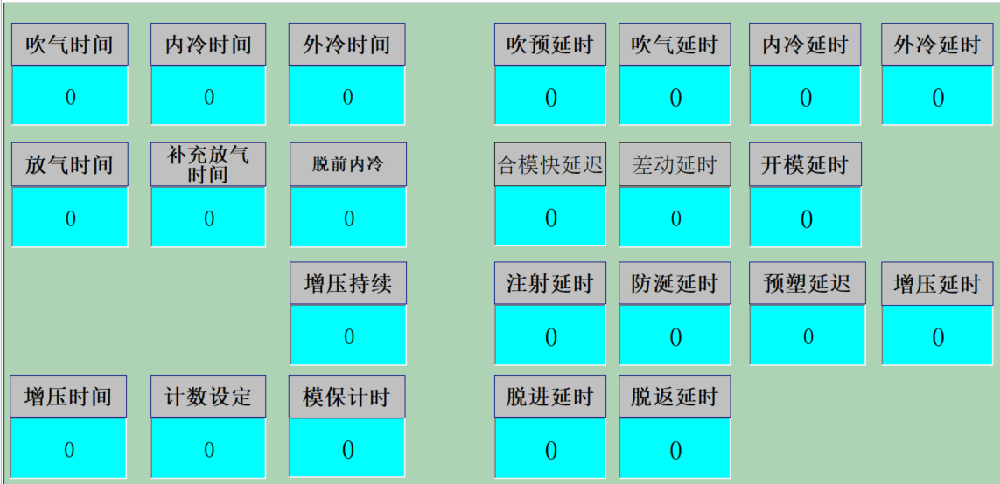 吹气时间 内冷时间 外冷时间 吹预延时 吹气延时 内冷延时 外冷延时
0 0 0 0 0 0 0
放气时间 补充放气时间 脱前内冷 合模快延迟 差动延时 开模延时
0 0 0 0 0 0
增压持续 注射延时 防涎延时 预塑延迟 增压延时
0 0 0 0 0
增压时间 计数设定 模保计时 脱进延时 脱返延时
0 0 0 0 0